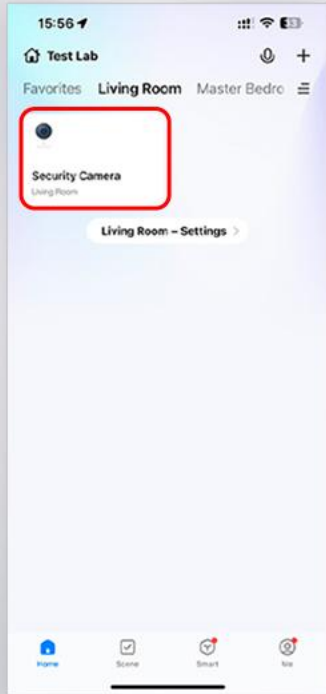 15:56
33
Test Lab
Favorites Living Room Master Bedro
Security Camera
Living Room
Living Room – Settings
Home Scene Smart Me